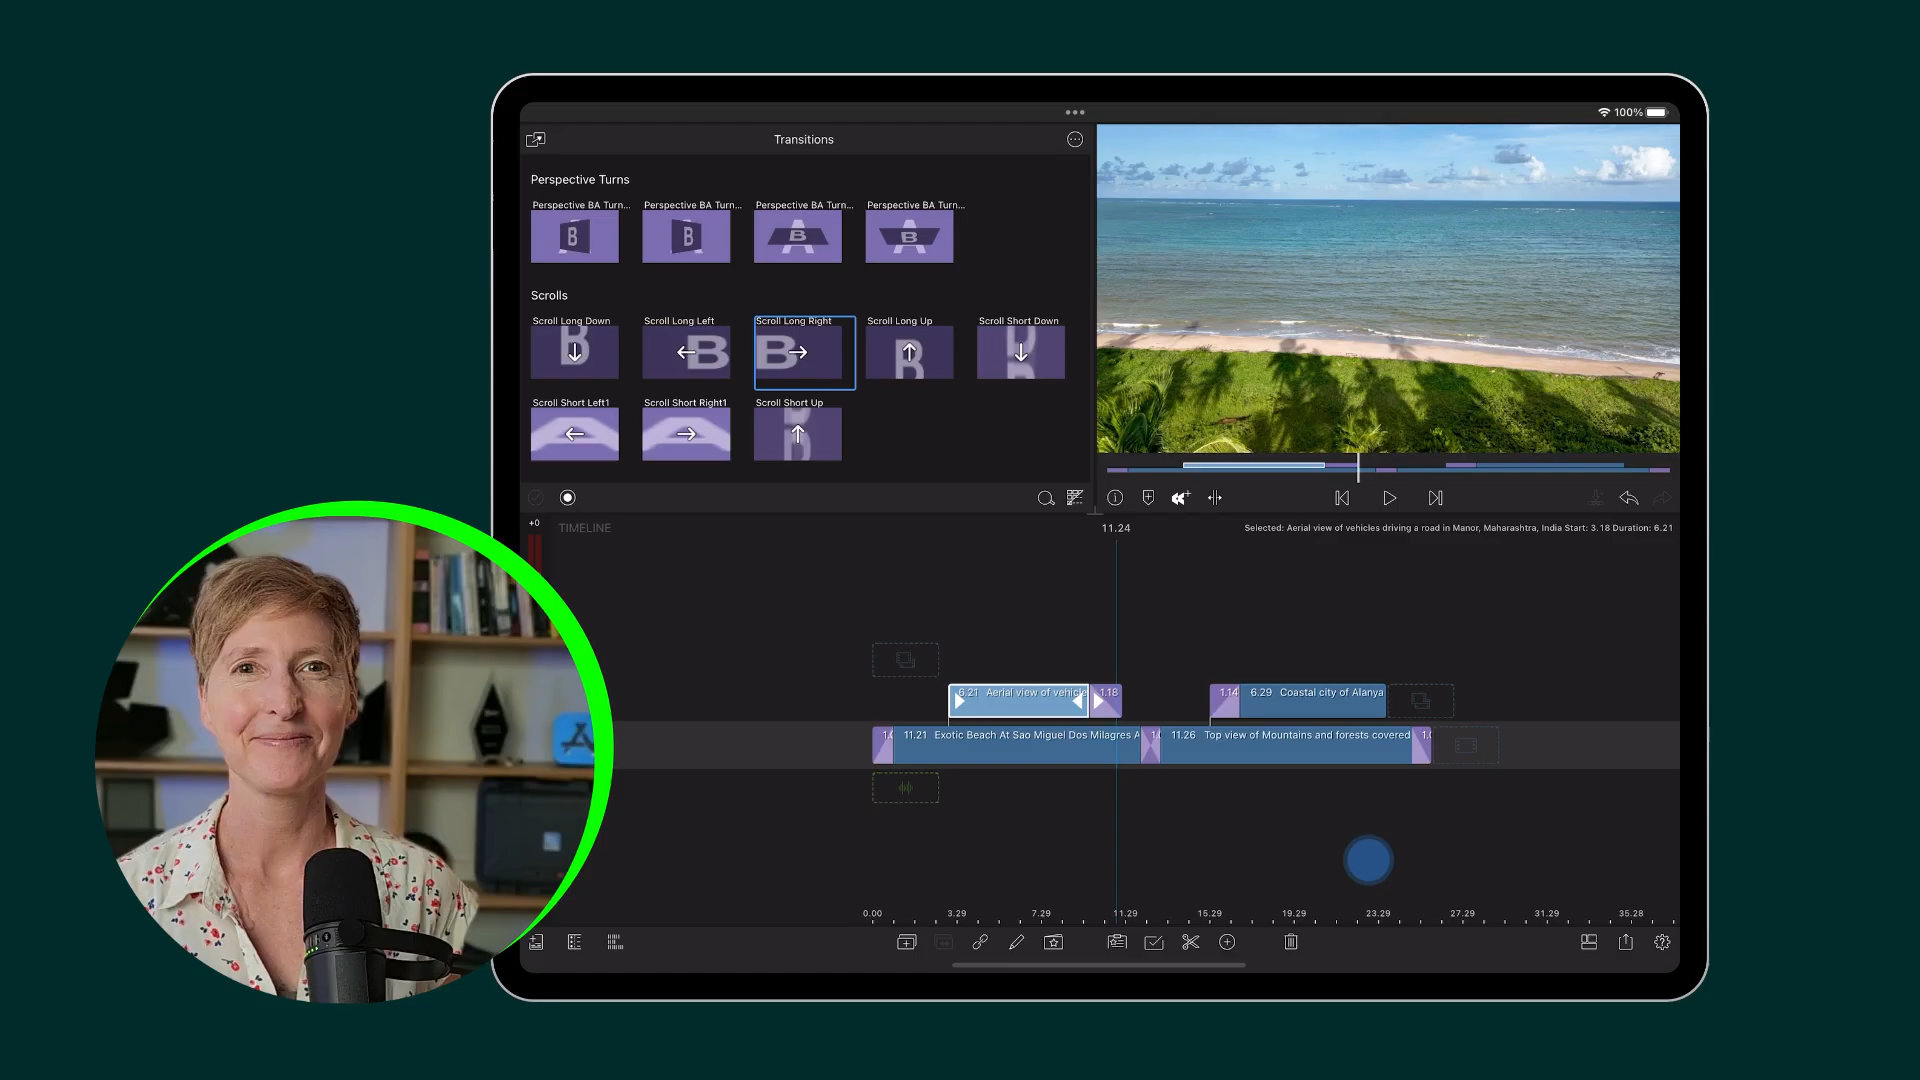 100%
Transitions
Perspective Turns
Perspective BA Turn... Perspective BA Turn... Perspective BA Turn... Perspective BA Turn...
B B A B A B
Scrolls
Scroll Long Down Scroll Long Left Scroll Long Right Scroll Long Up Scroll Short Down
B B B B
Scroll Short Left1 Scroll Short Right1 Scroll Short Up
A A B
+0 TIMELINE 11.24 Selected: Aerial view of vehicles driving a road in Manor, Maharashtra, India Start: 3.18 Duration: 6.21
6.21 Aerial view of vehicle 1.18 1.14 6.29 Coastal city of Alanya
11.21 Exotic Beach At Sao Miguel Dos Milagres A 11.26 Top view of Mountains and forests covered
0.00 3.29 7.29 11.29 15.29 19.29 23.29 27.29 31.29 35.28